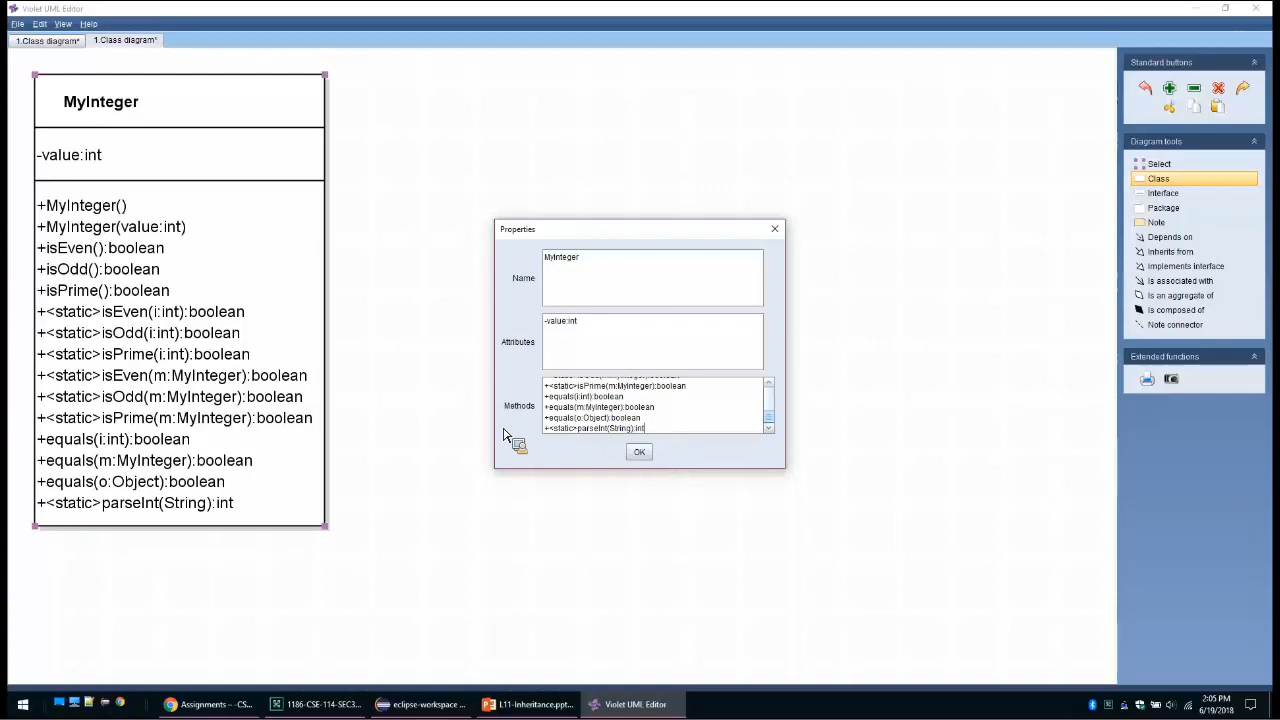 Violet UML Editor
File Edit View Help
1.Class diagram* 1.Class diagram*
MyInteger
-value:int
+MyInteger()
+MyInteger(value:int)
+isEven():boolean
+isOdd():boolean
+isPrime():boolean
+<static>isEven(i:int):boolean
+<static>isOdd(i:int):boolean
+<static>isPrime(i:int):boolean
+<static>isEven(m:MyInteger):boolean
+<static>isOdd(m:MyInteger):boolean
+<static>isPrime(m:MyInteger):boolean
+equals(i:int):boolean
+equals(m:MyInteger):boolean
+equals(o:Object):boolean
+<static>parseInt(String):int
Properties
Name
MyInteger
Attributes
-value:int
Methods
+<static>isPrime(m:MyInteger):boolean
+equals(i:int):boolean
+equals(m:MyInteger):boolean
+equals(o:Object):boolean
+<static>parseInt(String):int
OK
Standard buttons
Diagram tools
Select
Class
Interface
Package
Note
Depends on
Inherits from
Implements interface
Is associated with
Is an aggregate of
Is composed of
Note connector
Extended functions
Assignments - -CS...
1186-CSE-114-SEC3...
eclipse-workspace ...
L11-Inheritance.ppt...
Violet UML Editor
2:05 PM
6/19/2018